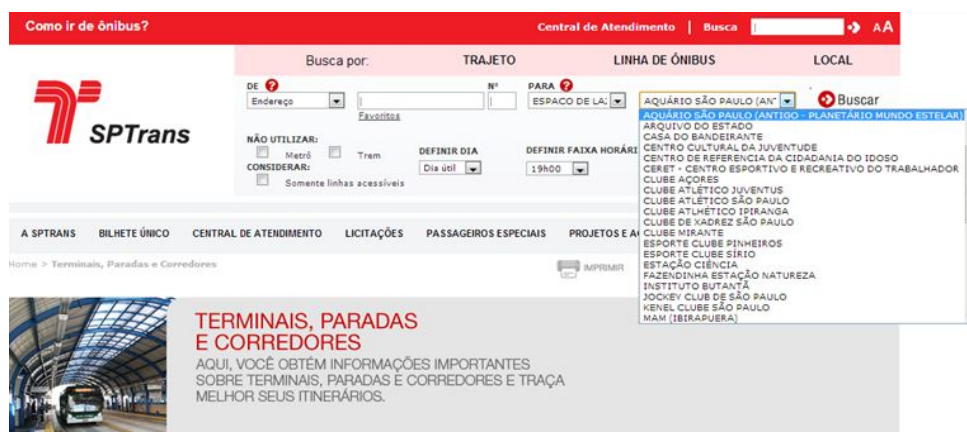 Como ir de ônibus?
Central de Atendimento | Busca
A A
Busca por: TRAJETO LINHA DE ÔNIBUS LOCAL
SPTrans
DE Nº PARA
Endereço ESPACO DE LA: AQUÁRIO SÃO PAULO (AN" Buscar
Favoritos
NÃO UTILIZAR:
Metrô Trem
CONSIDERAR:
Somente linhas acessíveis
DEFINIR DIA
Dia útil
DEFINIR FAIXA HORÁRI
19h00
AQUÁRIO SÃO PAULO (ANTIGO - PLANETÁRIO MUNDO ESTELAR)
ARQUIVO DO ESTADO
CASA DO BANDEIRANTE
CENTRO CULTURAL DA JUVENTUDE
CENTRO DE REFERENCIA DA CIDADANIA DO IDOSO
CERET - CENTRO ESPORTIVO E RECREATIVO DO TRABALHADOR
CLUBE AÇORES
CLUBE ATLÉTICO JUVENTUS
CLUBE ATLÉTICO SÃO PAULO
CLUBE ATLHÉTICO IPIRANGA
CLUBE DE XADREZ SÃO PAULO
CLUBE MIRANTE
ESPORTE CLUBE PINHEIROS
ESPORTE CLUBE SÍRIO
ESTAÇÃO CIÊNCIA
FAZENDINHA ESTAÇÃO NATUREZA
INSTITUTO BUTANTÃ
JOCKEY CLUB DE SÃO PAULO
KENEL CLUBE SÃO PAULO
MAM (IBIRAPUERA)
A SPTRANS BILHETE ÚNICO CENTRAL DE ATENDIMENTO LICITAÇÕES PASSAGEIROS ESPECIAIS PROJETOS E A
Home > Terminais, Paradas e Corredores
IMPRIMIR
TERMINAIS, PARADAS
E CORREDORES
AQUI, VOCÊ OBTÉM INFORMAÇÕES IMPORTANTES
SOBRE TERMINAIS, PARADAS E CORREDORES E TRAÇA
MELHOR SEUS ITINERÁRIOS.